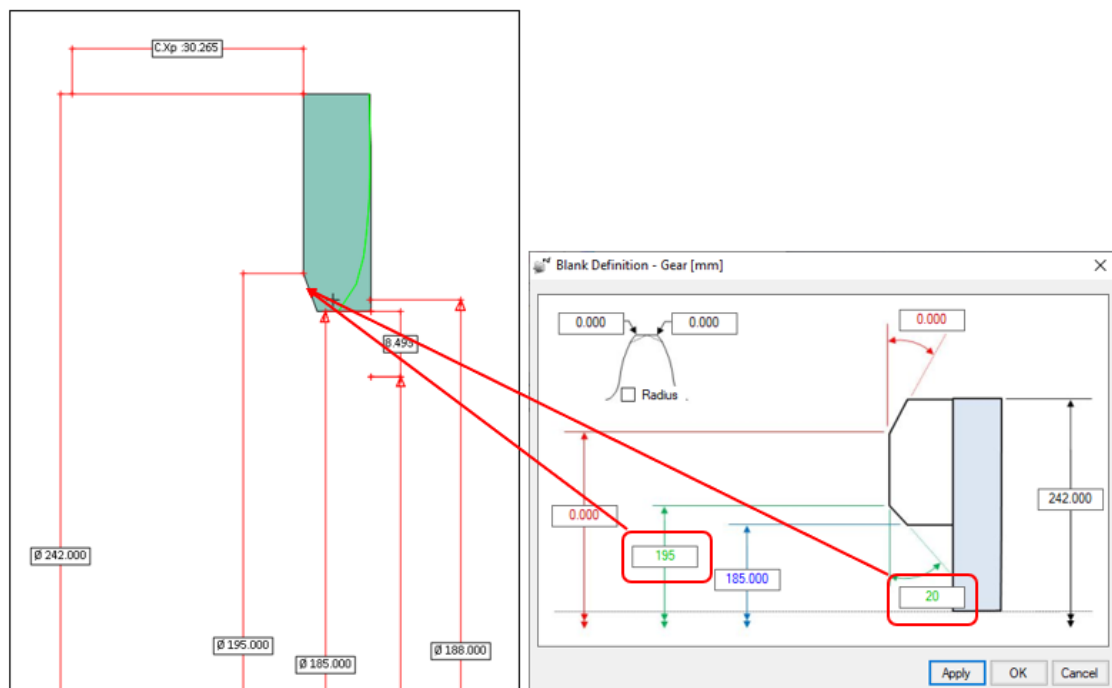 C.Xp :30.265
8.495
Ø 242.000
Ø 195.000
Ø 185.000
Ø 188.000
Blank Definition - Gear [mm]
0.000
0.000
0.000
Radius
242.000
0.000
195
185.000
20
Apply
OK
Cancel